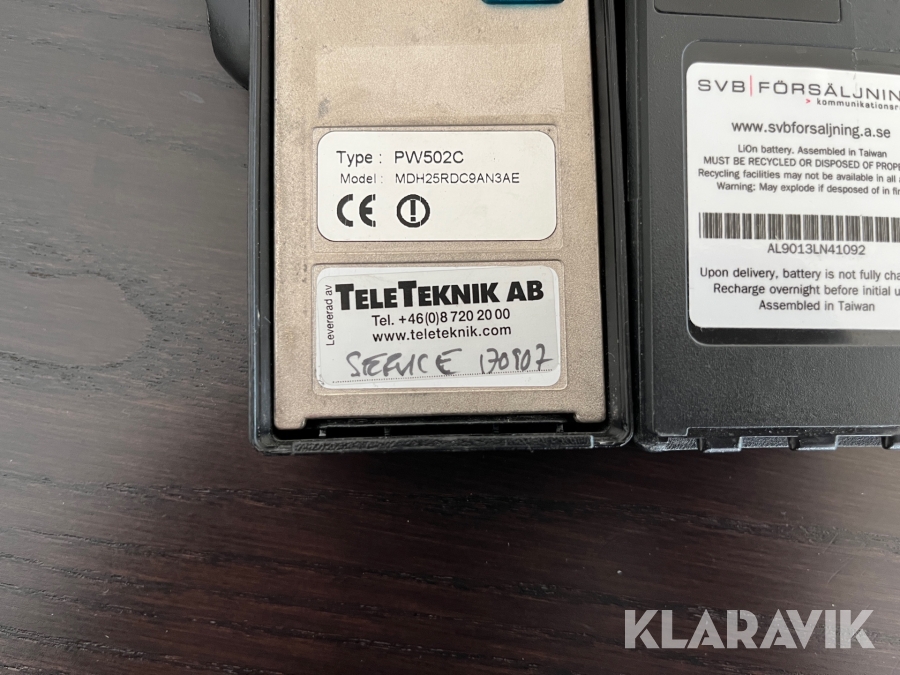 Type : PW502C
Model : MDH25RDC9AN3AE
CE
Levererad av
TELETEKNIK AB
Tel. +46(0)8 720 20 00
www.teleteknik.com
SERVICE 170907
SVB FÖRSÄLJNIN
> kommunikationsr
www.svbforsaljning.a.se
LiOn battery. Assembled in Taiwan
MUST BE RECYCLED OR DISPOSED OF PROPE
Recycling facilities may not be available in all a
Warning: May explode if disposed of in fir
AL9013LN41092
Upon delivery, battery is not fully cha
Recharge overnight before initial u
Assembled in Taiwan
KLARAVIK